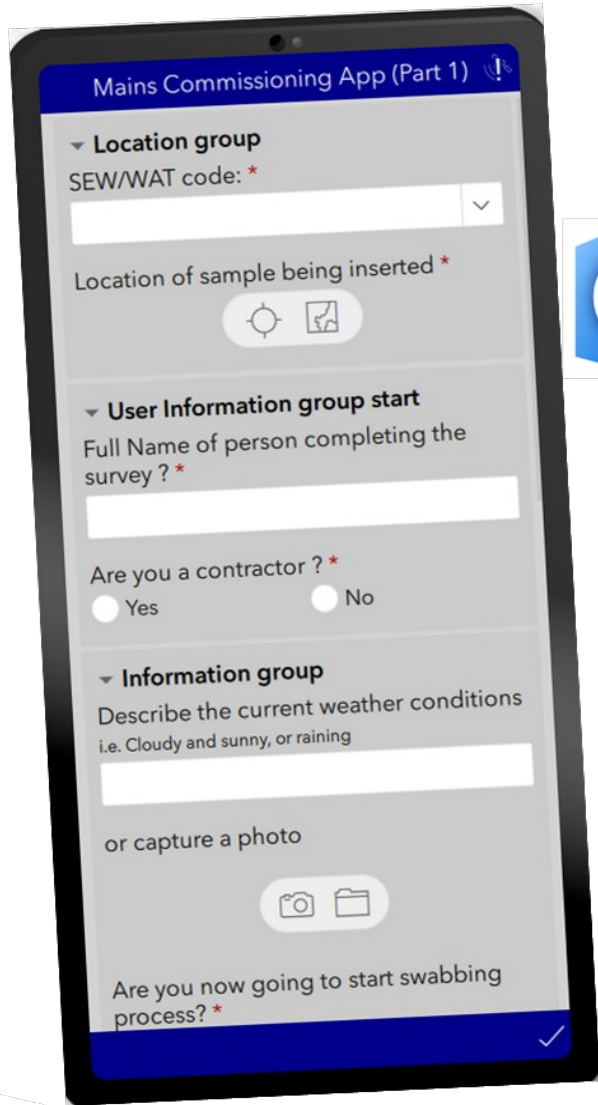 Mains Commissioning App (Part 1)
Location group
SEW/WAT code: *
Location of sample being inserted *
User Information group start
Full Name of person completing the
survey ? *
Are you a contractor ? *
Yes No
Information group
Describe the current weather conditions
i.e. Cloudy and sunny, or raining
or capture a photo
Are you now going to start swabbing
process? *